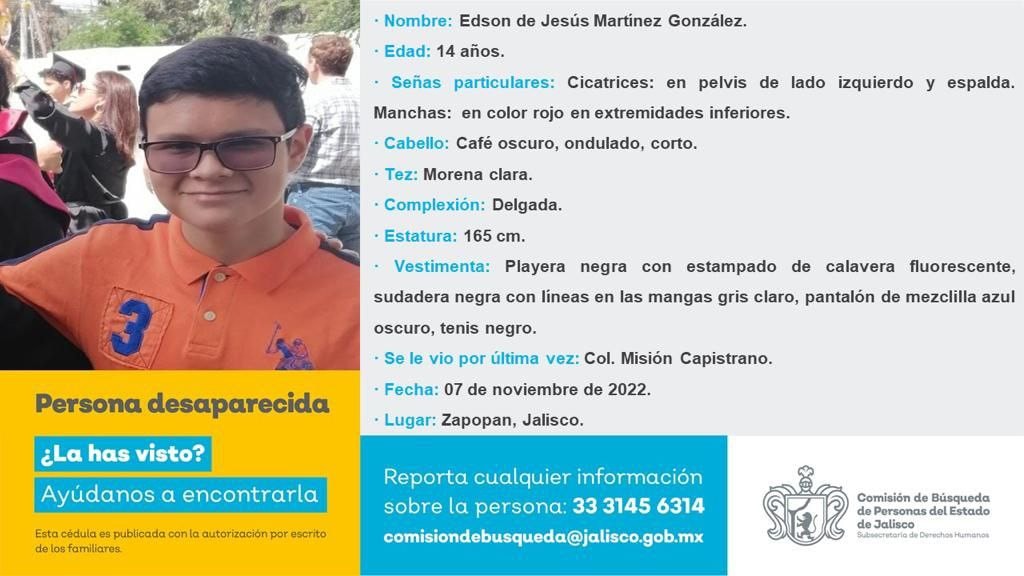 · Nombre: Edson de Jesús Martínez González.
· Edad: 14 años.
· Señas particulares: Cicatrices: en pelvis de lado izquierdo y espalda.
Manchas: en color rojo en extremidades inferiores.
· Cabello: Café oscuro, ondulado, corto.
· Tez: Morena clara.
· Complexión: Delgada.
· Estatura: 165 cm.
· Vestimenta: Playera negra con estampado de calavera fluorescente,
sudadera negra con líneas en las mangas gris claro, pantalón de mezclilla azul
oscuro, tenis negro.
· Se le vio por última vez: Col. Misión Capistrano.
· Fecha: 07 de noviembre de 2022.
· Lugar: Zapopan, Jalisco.
3
Persona desaparecida
¿La has visto?
Ayúdanos a encontrarla
Esta cédula es publicada con la autorización por escrito
de los familiares.
Reporta cualquier información
sobre la persona: 33 3145 6314
comisiondebusqueda@jalisco.gob.mx
Comisión de Búsqueda
de Personas del Estado
de Jalisco
Subsecretaría de Derechos Humanos